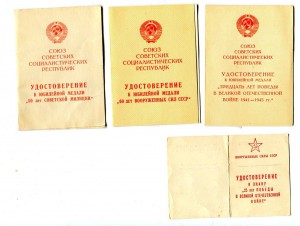 СОЮЗ
СОВЕТСКИХ
СОЦИАЛИСТИЧЕСКИХ
РЕСПУБЛИК
УДОСТОВЕРЕНИЕ
К ЮБИЛЕЙНОЙ МЕДАЛИ
„50 лет СОВЕТСКОЙ МИЛИЦИИ“
СОЮЗ
СОВЕТСКИХ
СОЦИАЛИСТИЧЕСКИХ
РЕСПУБЛИК
УДОСТОВЕРЕНИЕ
К ЮБИЛЕЙНОЙ МЕДАЛИ
„60 лет ВООРУЖЕННЫХ СИЛ СССР“
СОЮЗ
СОВЕТСКИХ
СОЦИАЛИСТИЧЕСКИХ
РЕСПУБЛИК
УДОСТОВЕРЕНИЕ
К ЮБИЛЕЙНОЙ МЕДАЛИ
„ТРИДЦАТЬ ЛЕТ ПОБЕДЫ
В ВЕЛИКОЙ ОТЕЧЕСТВЕННОЙ
ВОЙНЕ 1941—1945 гг.“
ВООРУЖЕННЫЕ СИЛЫ СССР
УДОСТОВЕРЕНИЕ
К ЗНАКУ
„25 лет ПОБЕДЫ
В ВЕЛИКОЙ ОТЕЧЕСТВЕННОЙ
ВОЙНЕ“